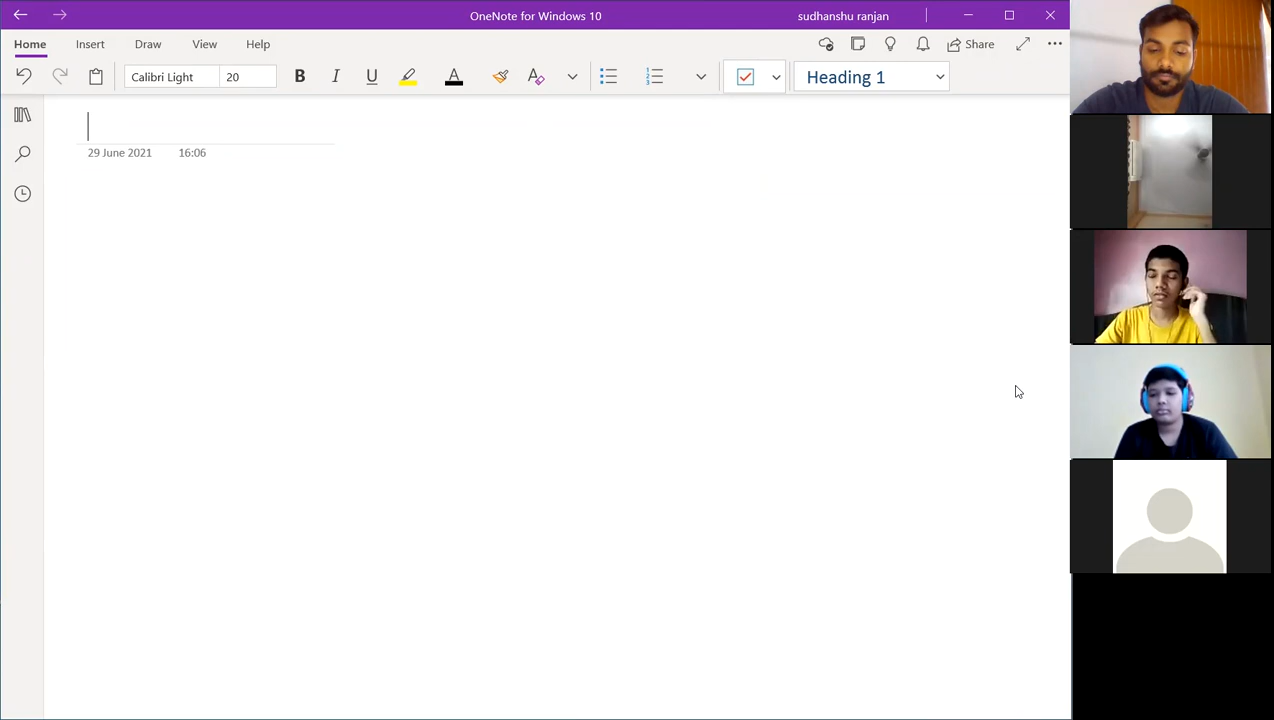 OneNote for Windows 10
sudhanshu ranjan
Home Insert Draw View Help
Share
Calibri Light 20 B I U A A Heading 1
29 June 2021 16:06